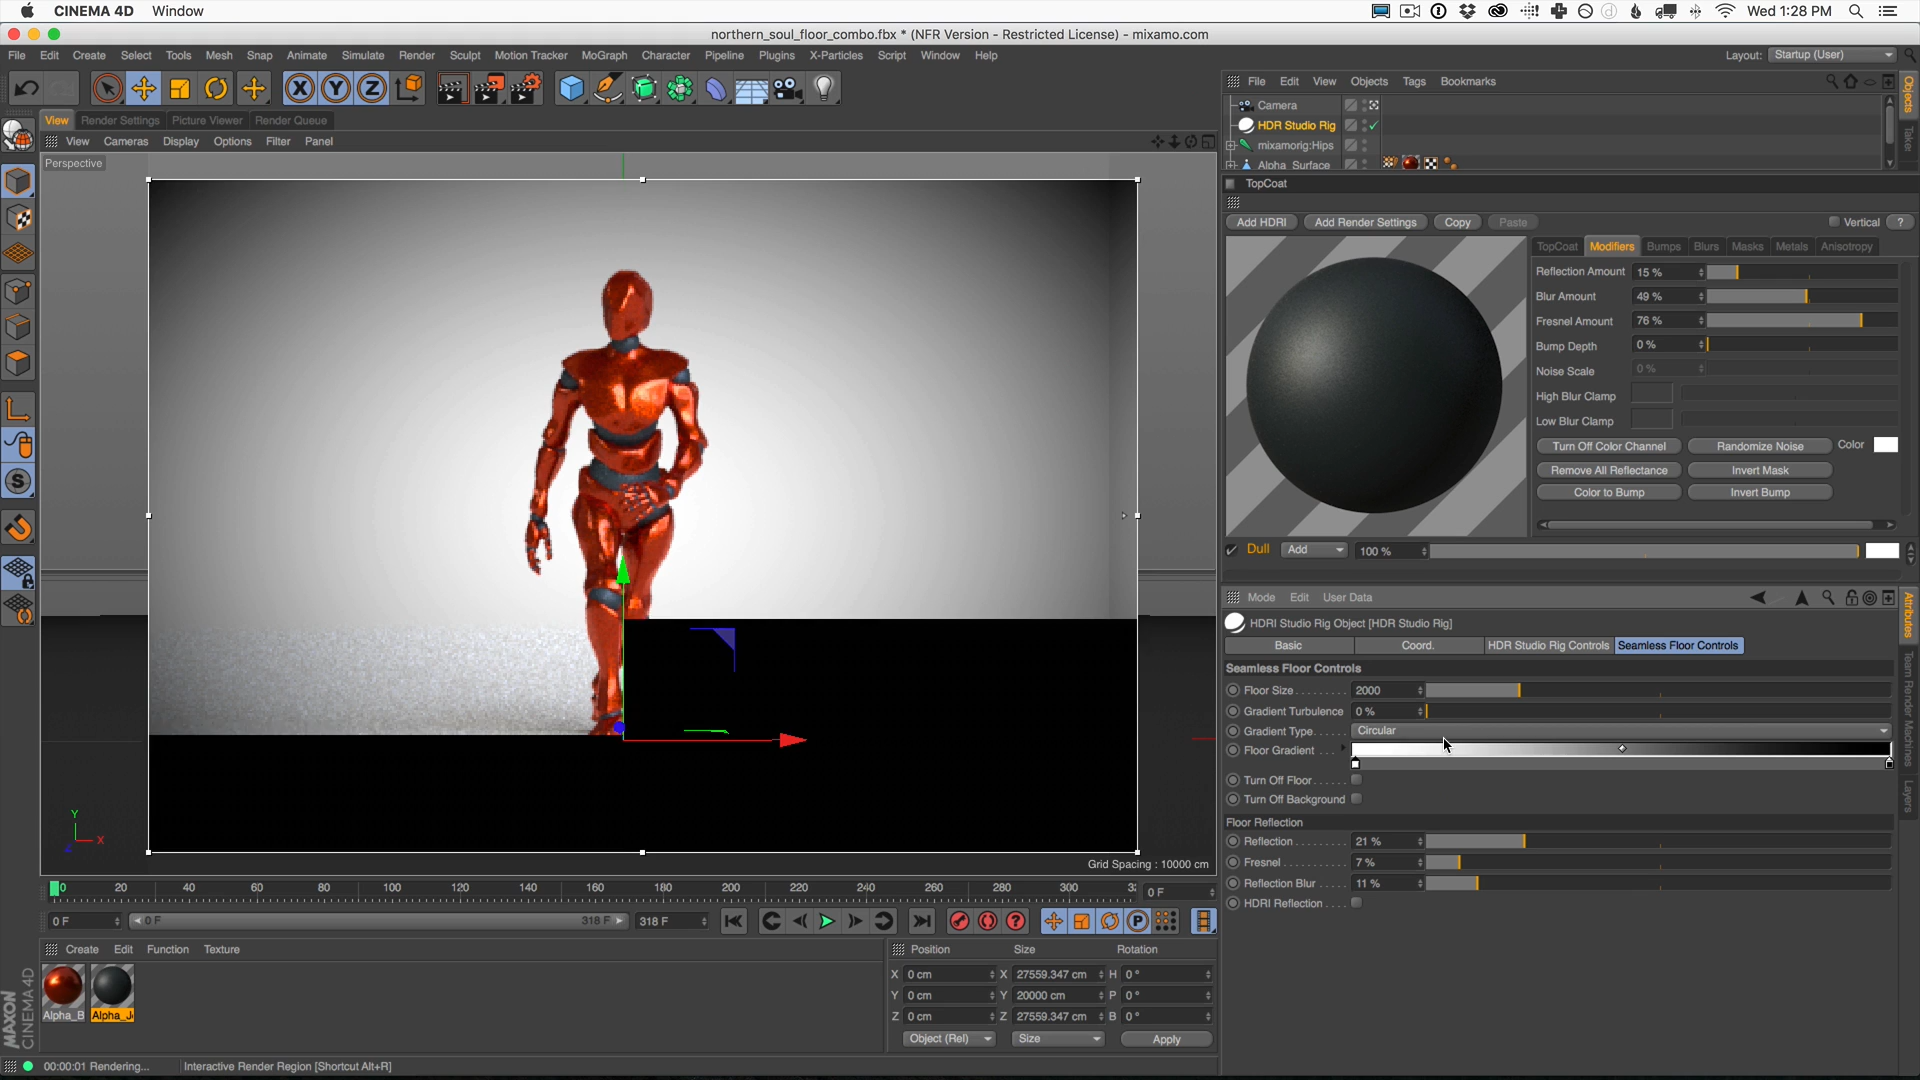 CINEMA 4D Window
Wed 1:28 PM
northern_soul_floor_combo.fbx * (NFR Version - Restricted License) - mixamo.com
File Edit Create Select Tools Mesh Snap Animate Simulate Render Sculpt Motion Tracker MoGraph Character Pipeline Plugins X-Particles Script Window Help
Layout: Startup (User)
X Y Z
File Edit View Objects Tags Bookmarks
Camera
HDR Studio Rig
mixamorig:Hips
Alpha_Surface
Objects
View Render Settings Picture Viewer Render Queue
View Cameras Display Options Filter Panel
Perspective
TopCoat
Add HDRI Add Render Settings Copy Paste Vertical ?
TopCoat Modifiers Bumps Blurs Masks Metals Anisotropy
Reflection Amount 15 %
Blur Amount 49 %
Fresnel Amount 76 %
Bump Depth 0 %
Noise Scale 0 %
High Blur Clamp
Low Blur Clamp
Turn Off Color Channel Randomize Noise Color
Remove All Reflectance Invert Mask
Color to Bump Invert Bump
Dull Add 100 %
Mode Edit User Data
HDRI Studio Rig Object [HDR Studio Rig]
Basic Coord. HDR Studio Rig Controls Seamless Floor Controls
Seamless Floor Controls
Floor Size 2000
Gradient Turbulence 0 %
Gradient Type Circular
Floor Gradient
Turn Off Floor
Turn Off Background
Floor Reflection
Reflection 21 %
Fresnel 7 %
Reflection Blur 11 %
HDRI Reflection
Attributes
Team Render Machines
Layers
Y
X
Grid Spacing : 10000 cm
0 20 40 60 80 100 120 140 160 180 200 220 240 260 280 300 0 F
0 F 0 F 318 F 318 F
Create Edit Function Texture
Alpha_B Alpha_J
Position Size Rotation
X 0 cm X 27559.347 cm H 0 °
Y 0 cm Y 20000 cm P 0 °
Z 0 cm Z 27559.347 cm B 0 °
Object (Rel) Size Apply
MAXON
CINEMA 4D
00:00:01 Rendering... Interactive Render Region [Shortcut Alt+R]